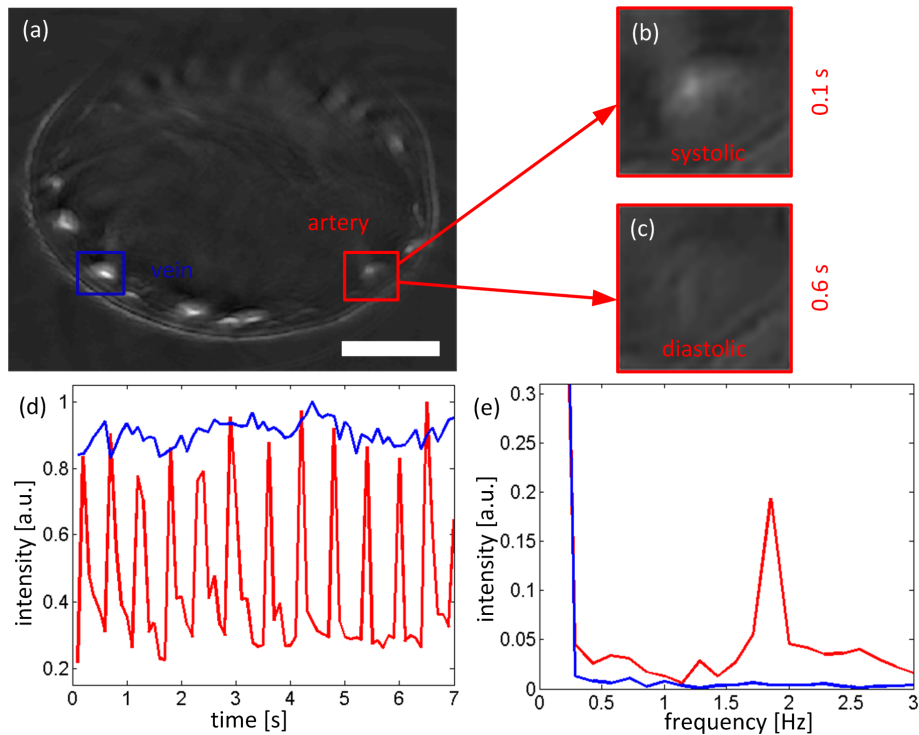 (a)
artery
vein
(b)
systolic
0.1 s
(c)
diastolic
0.6 s
(d)
1
0.8
0.6
0.4
0.2
intensity [a.u.]
0 1 2 3 4 5 6 7
time [s]
(e)
0.3
0.25
0.2
0.15
0.1
0.05
0
intensity [a.u.]
0 0.5 1 1.5 2 2.5 3
frequency [Hz]